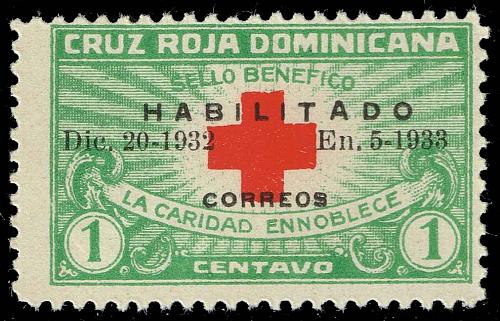 CRUZ ROJA DOMINICANA
SELLO BENEFICO
HABILITADO
Dic. 20-1932 En. 5-1933
CORREOS
LA CARIDAD ENNOBLECE
1 1
CENTAVO